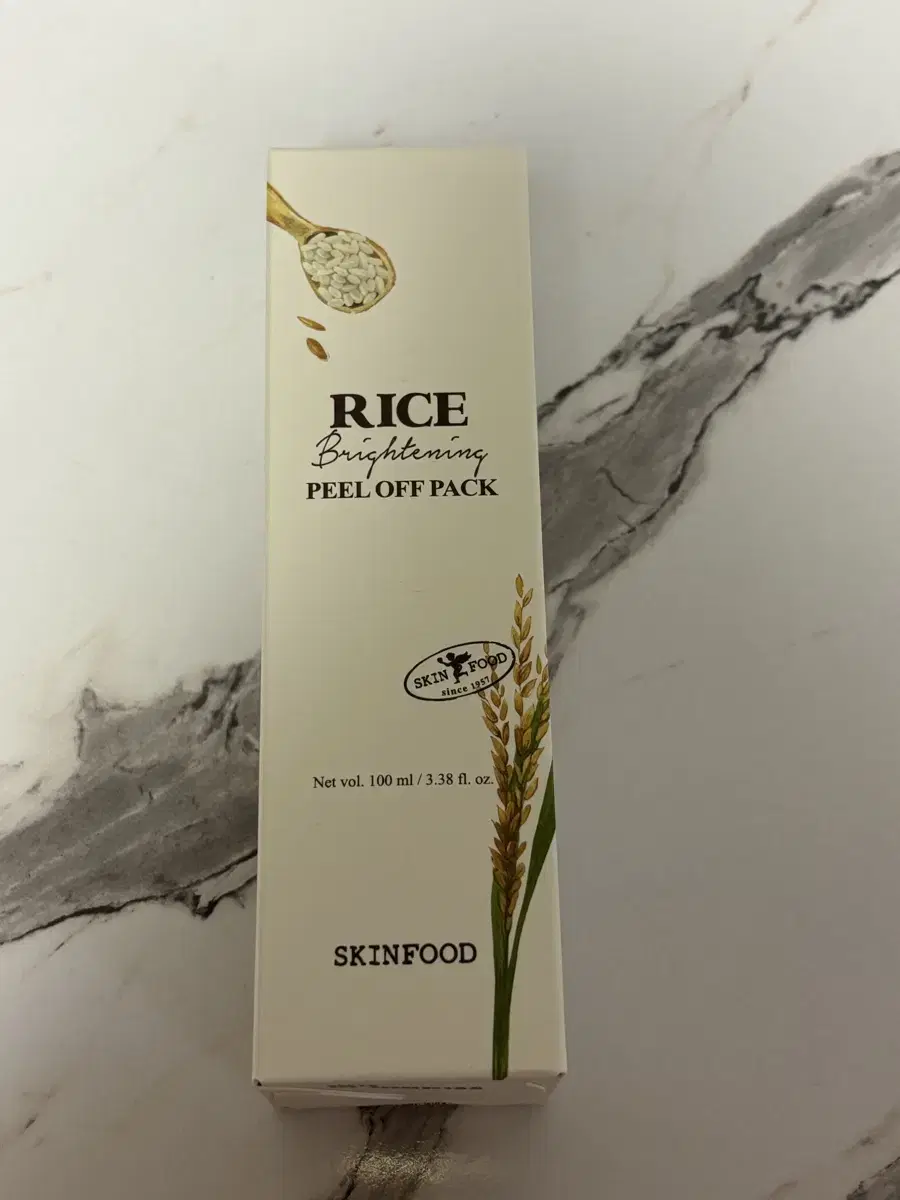 RICE
Brightening
PEEL OFF PACK
SKIN FOOD
since 1957
Net vol. 100 ml / 3.38 fl. oz.
SKINFOOD